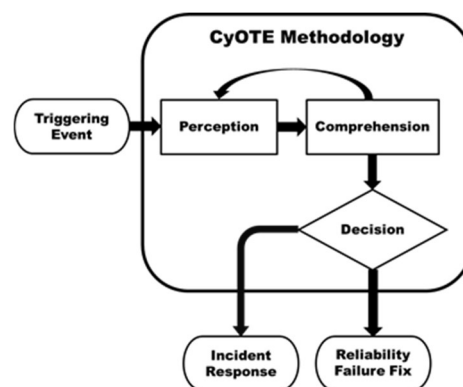 CyOTE Methodology
Triggering
Event
Perception
Comprehension
Decision
Incident
Response
Reliability
Failure Fix